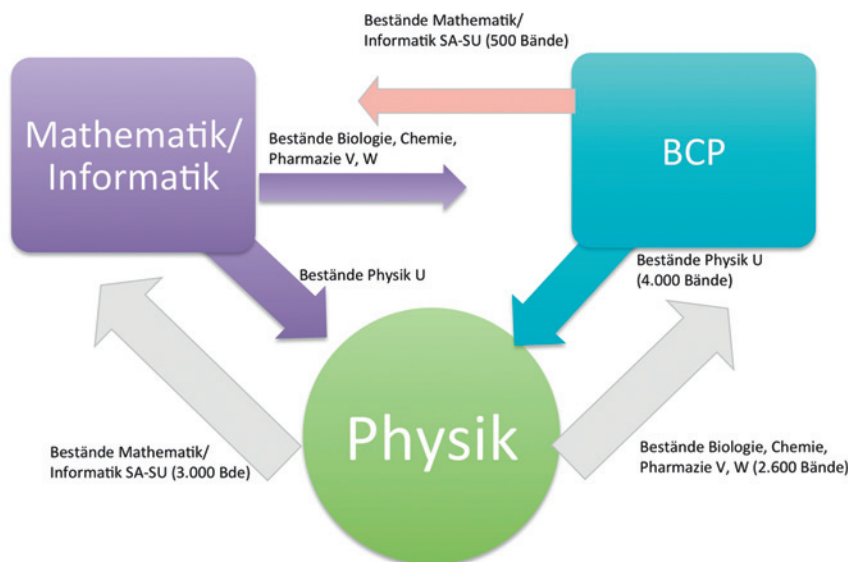 Bestände Mathematik/
Informatik SA-SU (500 Bände)
Mathematik/
Informatik
BCP
Bestände Biologie, Chemie,
Pharmazie V, W
Bestände Physik U
Bestände Physik U
(4.000 Bände)
Physik
Bestände Mathematik/
Informatik SA-SU (3.000 Bde)
Bestände Biologie, Chemie,
Pharmazie V, W (2.600 Bände)